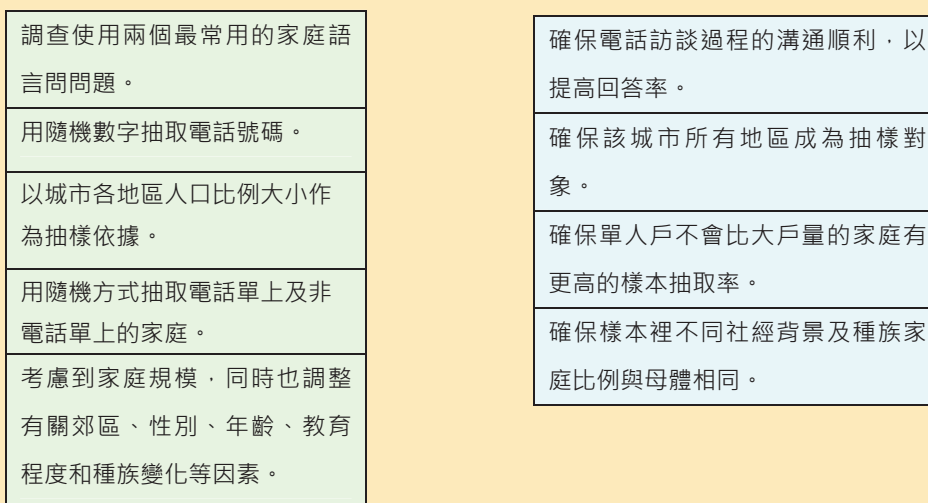 調查使用兩個最常用的家庭語
言問問題。
用隨機數字抽取電話號碼。
以城市各地區人口比例大小作
為抽樣依據。
用隨機方式抽取電話單上及非
電話單上的家庭。
考慮到家庭規模，同時也調整
有關郊區、性別、年齡、教育
程度和種族變化等因素。
確保電話訪談過程的溝通順利，以
提高回答率。
確保該城市所有地區成為抽樣對
象。
確保單人戶不會比大戶量的家庭有
更高的樣本抽取率。
確保樣本裡不同社經背景及種族家
庭比例與母體相同。